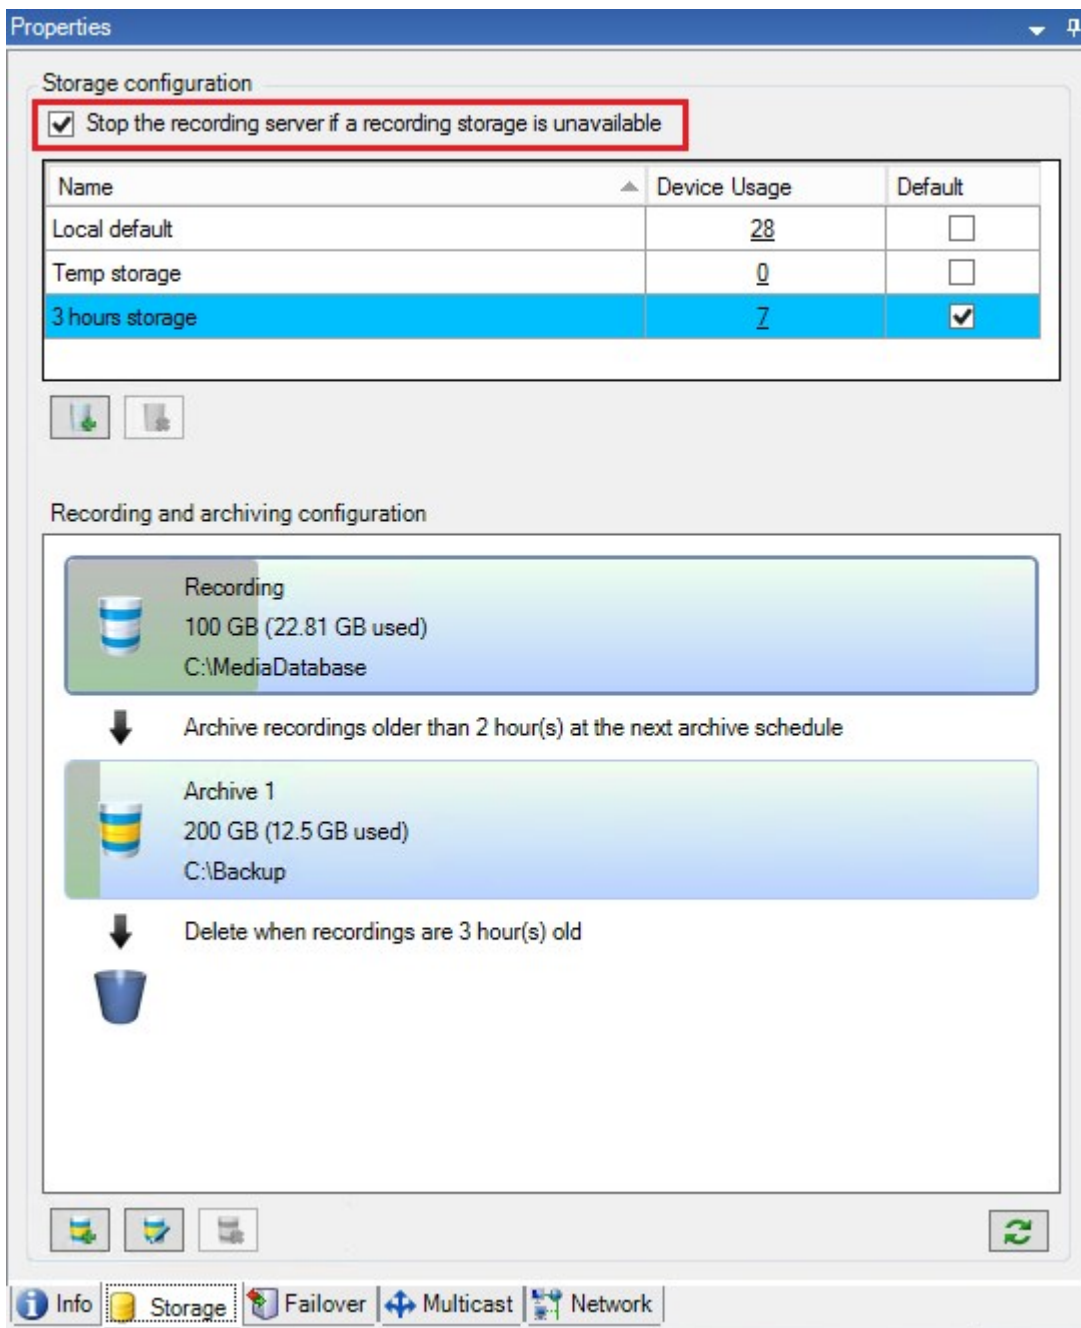 Properties
Storage configuration
Stop the recording server if a recording storage is unavailable
Name Device Usage Default
Local default 28
Temp storage 0
3 hours storage 7
Recording and archiving configuration
Recording
100 GB (22.81 GB used)
C:\MediaDatabase
Archive recordings older than 2 hour(s) at the next archive schedule
Archive 1
200 GB (12.5 GB used)
C:\Backup
Delete when recordings are 3 hour(s) old
Info Storage Failover Multicast Network